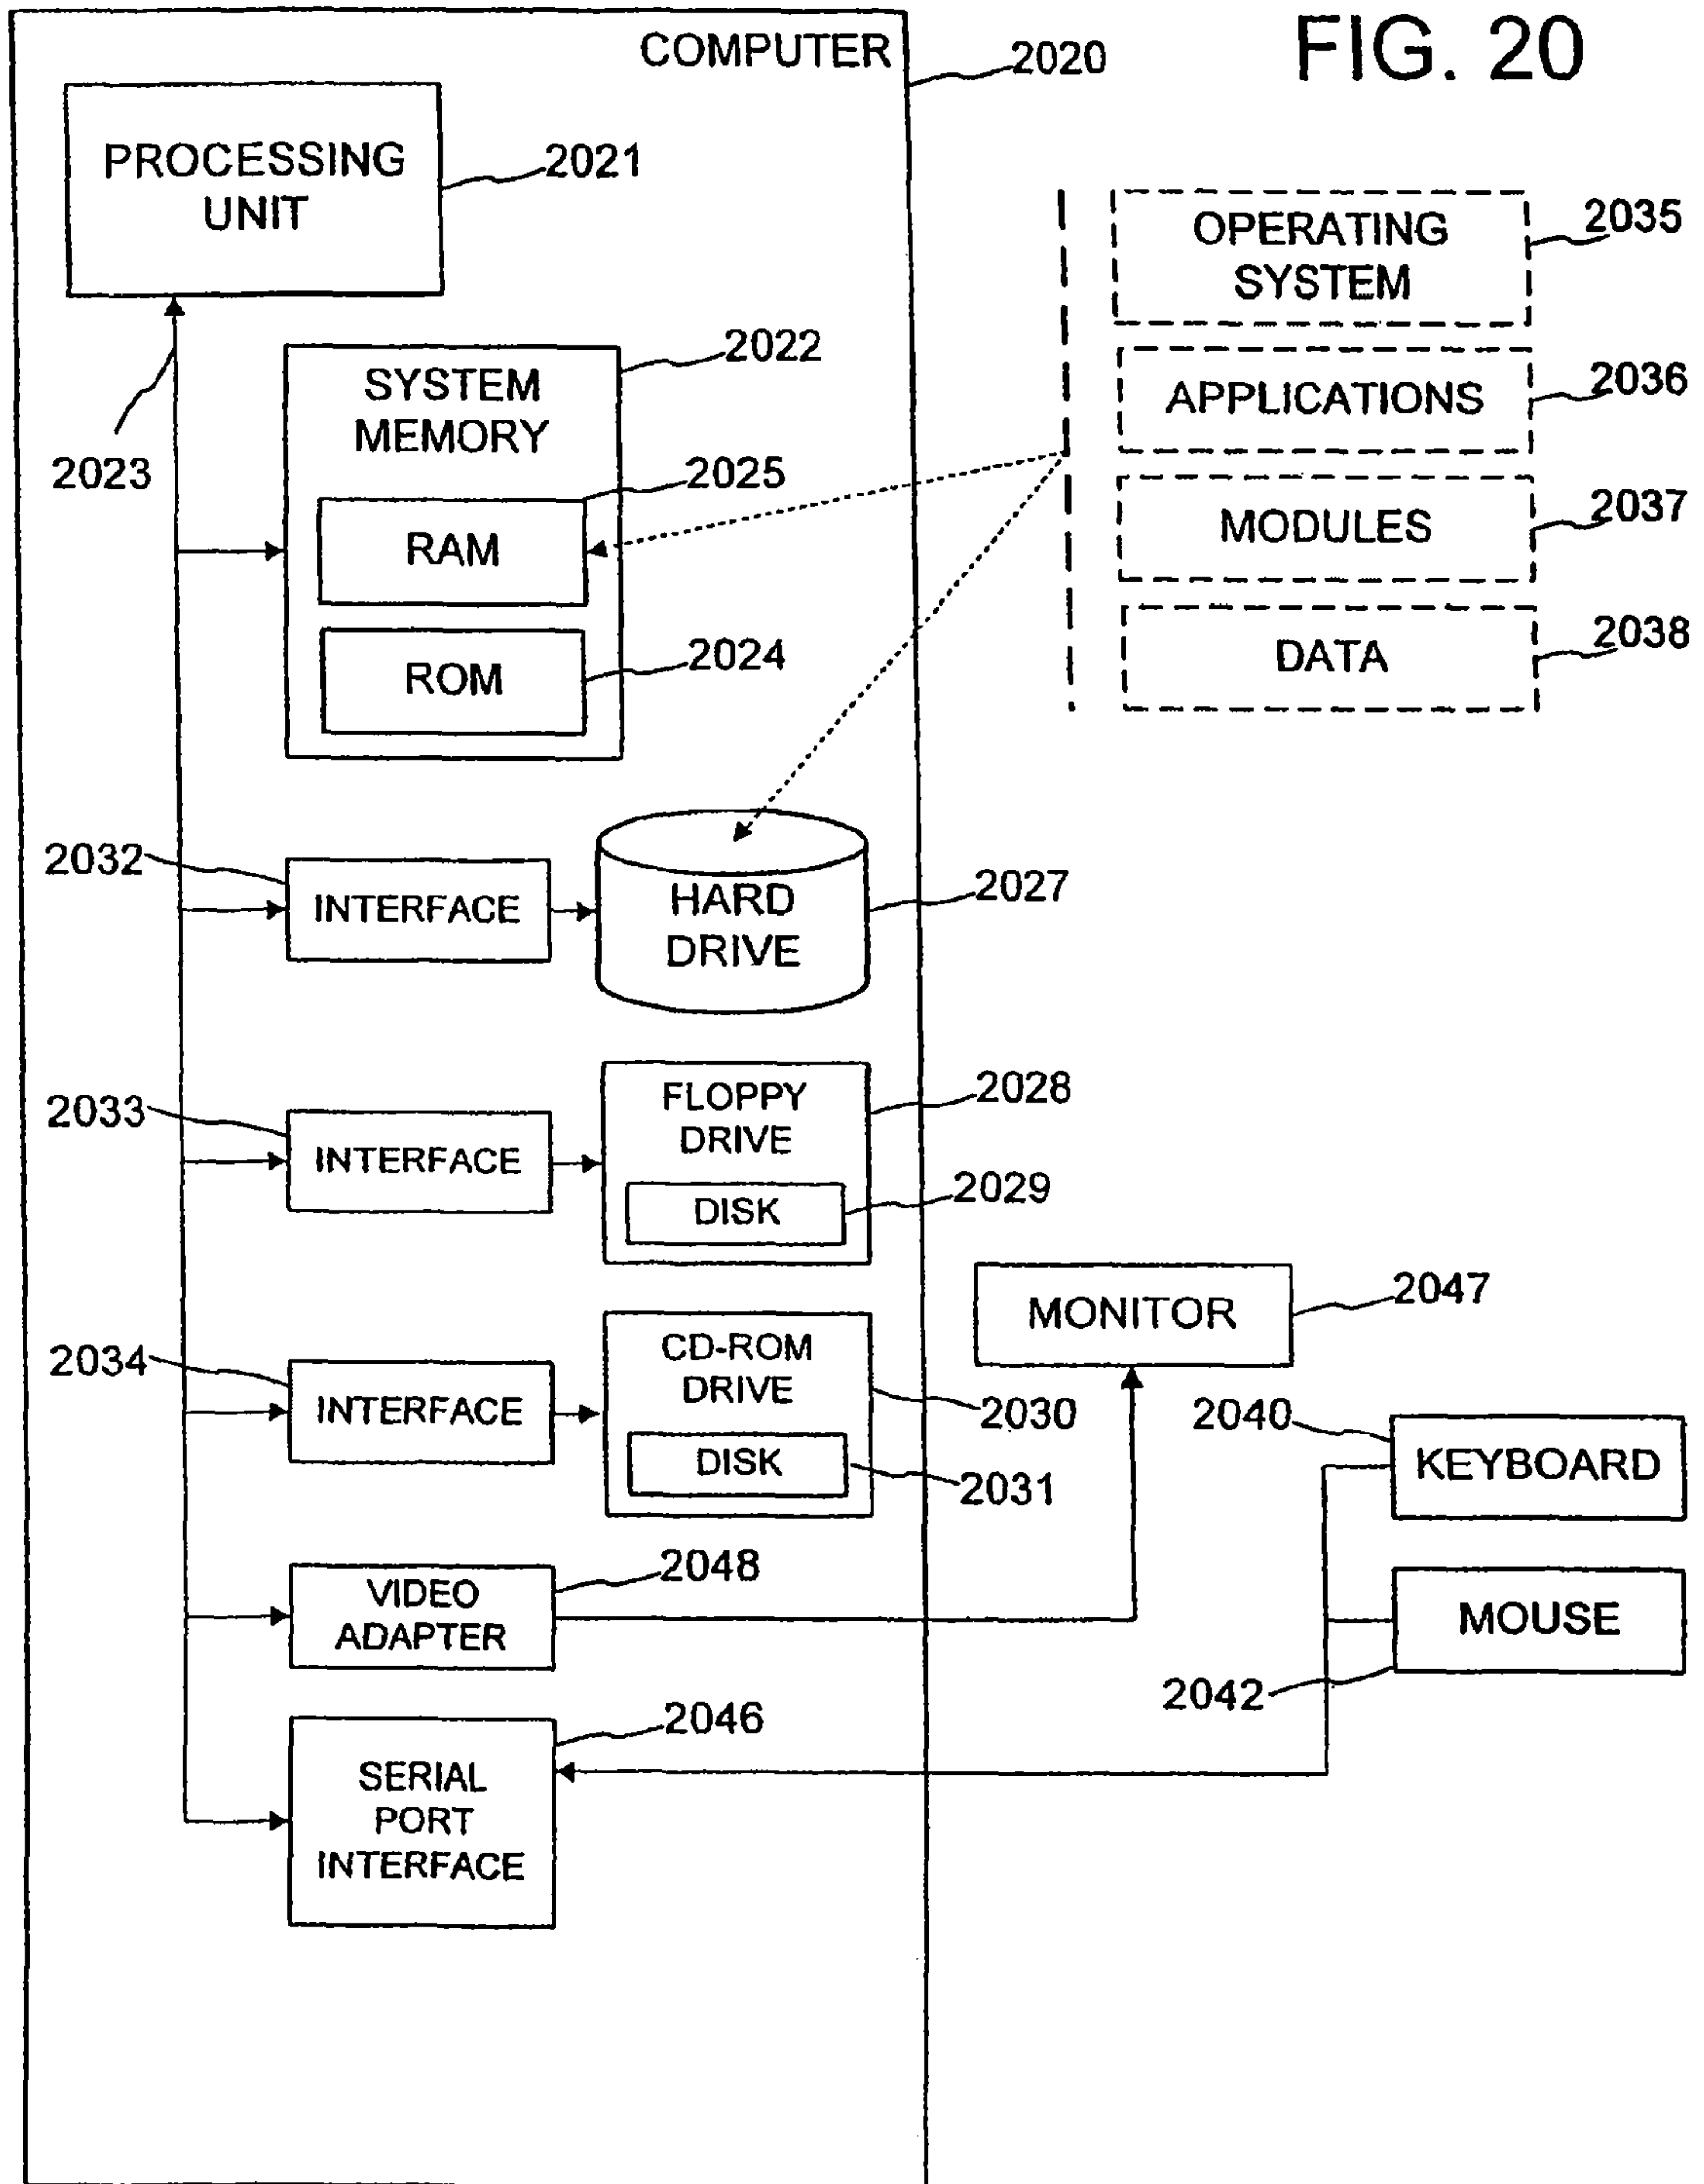 FIG. 20
COMPUTER
2020
PROCESSING
UNIT
2021
2023
SYSTEM
MEMORY
2022
RAM
2025
ROM
2024
OPERATING
SYSTEM
2035
APPLICATIONS
2036
MODULES
2037
DATA
2038
2032
INTERFACE
HARD
DRIVE
2027
2033
INTERFACE
FLOPPY
DRIVE
2028
DISK
2029
2034
INTERFACE
CD-ROM
DRIVE
2030
DISK
2031
MONITOR
2047
2040
KEYBOARD
MOUSE
2042
VIDEO
ADAPTER
2048
SERIAL
PORT
INTERFACE
2046